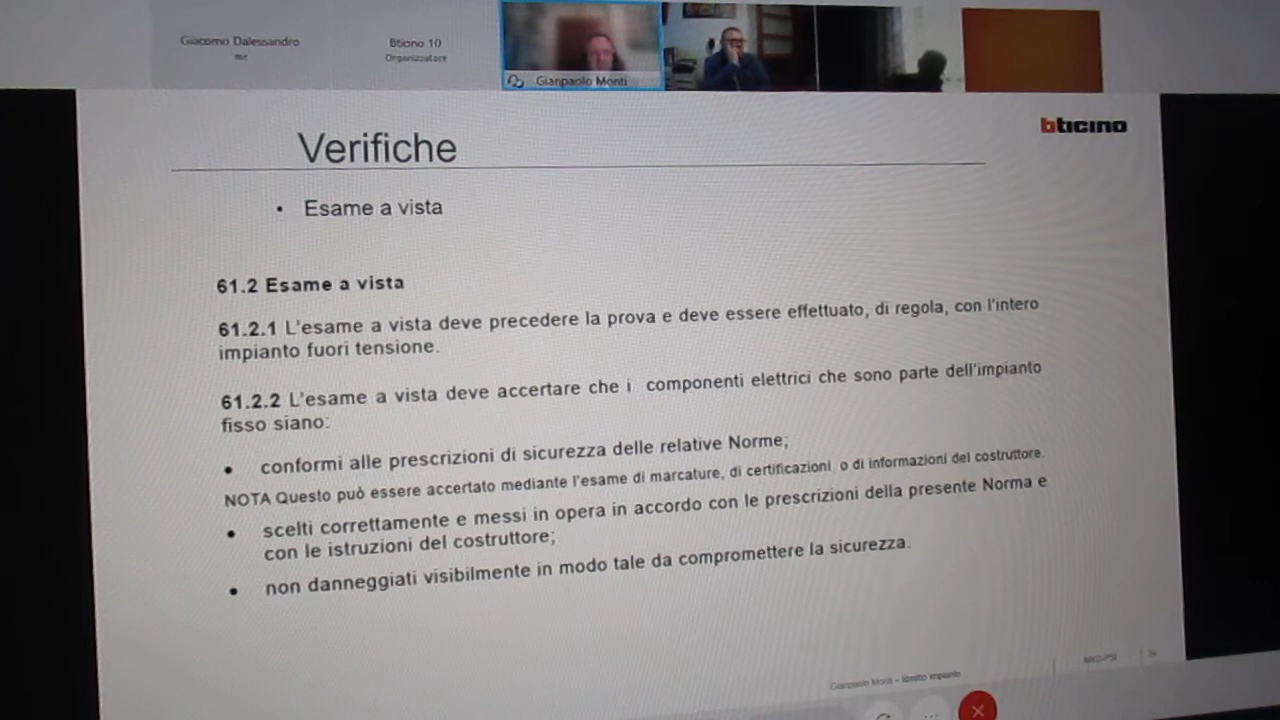 Giacomo Dalessandro
me
Bticino 10
Organizzatore
Gianpaolo Monti
bticino
Verifiche
• Esame a vista
61.2 Esame a vista
61.2.1 L'esame a vista deve precedere la prova e deve essere effettuato, di regola, con l'intero
impianto fuori tensione.
61.2.2 L'esame a vista deve accertare che i componenti elettrici che sono parte dell'impianto
fisso siano:
• conformi alle prescrizioni di sicurezza delle relative Norme;
NOTA Questo può essere accertato mediante l'esame di marcature, di certificazioni o di informazioni del costruttore.
• scelti correttamente e messi in opera in accordo con le prescrizioni della presente Norma e
con le istruzioni del costruttore;
• non danneggiati visibilmente in modo tale da compromettere la sicurezza.
Gianpaolo Monti - libretto impianto